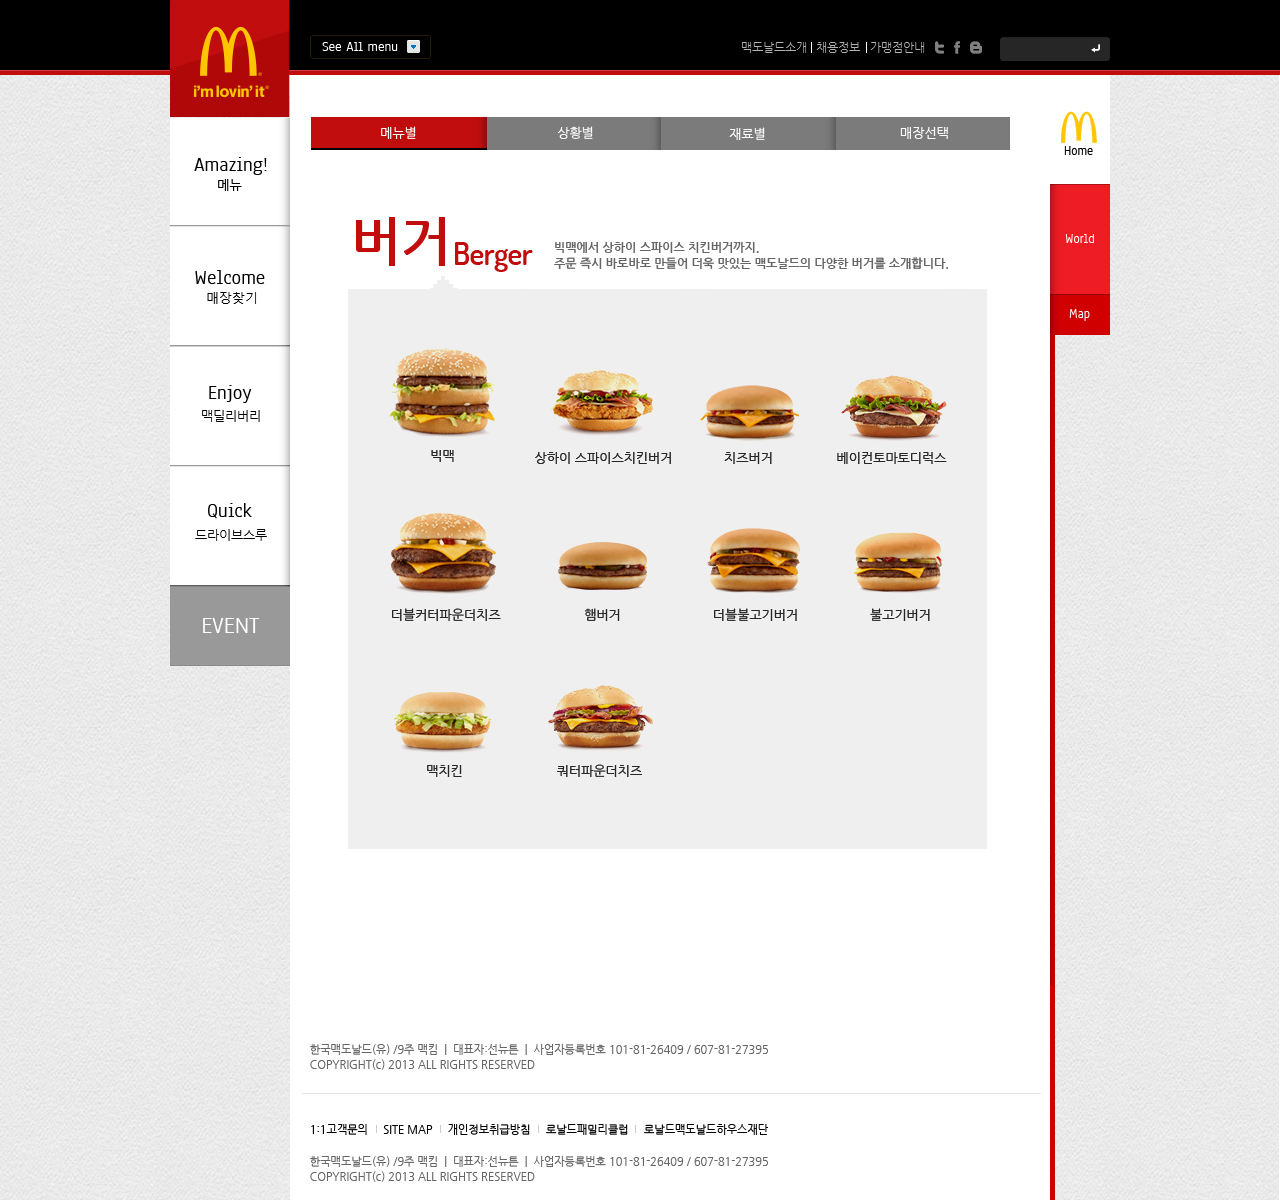 i'm lovin' it
See All menu
맥도날드소개 | 채용정보 | 가맹점안내
Amazing!
메뉴
Welcome
매장찾기
Enjoy
맥딜리버리
Quick
드라이브스루
EVENT
메뉴별 상황별 재료별 매장선택
Home
World
Map
버거 Berger
빅맥에서 상하이 스파이스 치킨버거까지.
주문 즉시 바로바로 만들어 더욱 맛있는 맥도날드의 다양한 버거를 소개합니다.
빅맥 상하이 스파이스치킨버거 치즈버거 베이컨토마토디럭스
더블커터파운더치즈 햄버거 더블불고기버거 불고기버거
맥치킨 쿼터파운더치즈
한국맥도날드(유) /9주 맥킴 | 대표자:선뉴튼 | 사업자등록번호 101-81-26409 / 607-81-27395
COPYRIGHT(c) 2013 ALL RIGHTS RESERVED
1:1고객문의 | SITE MAP | 개인정보취급방침 | 로날드패밀리클럽 | 로날드맥도날드하우스재단
한국맥도날드(유) /9주 맥킴 | 대표자:선뉴튼 | 사업자등록번호 101-81-26409 / 607-81-27395
COPYRIGHT(c) 2013 ALL RIGHTS RESERVED